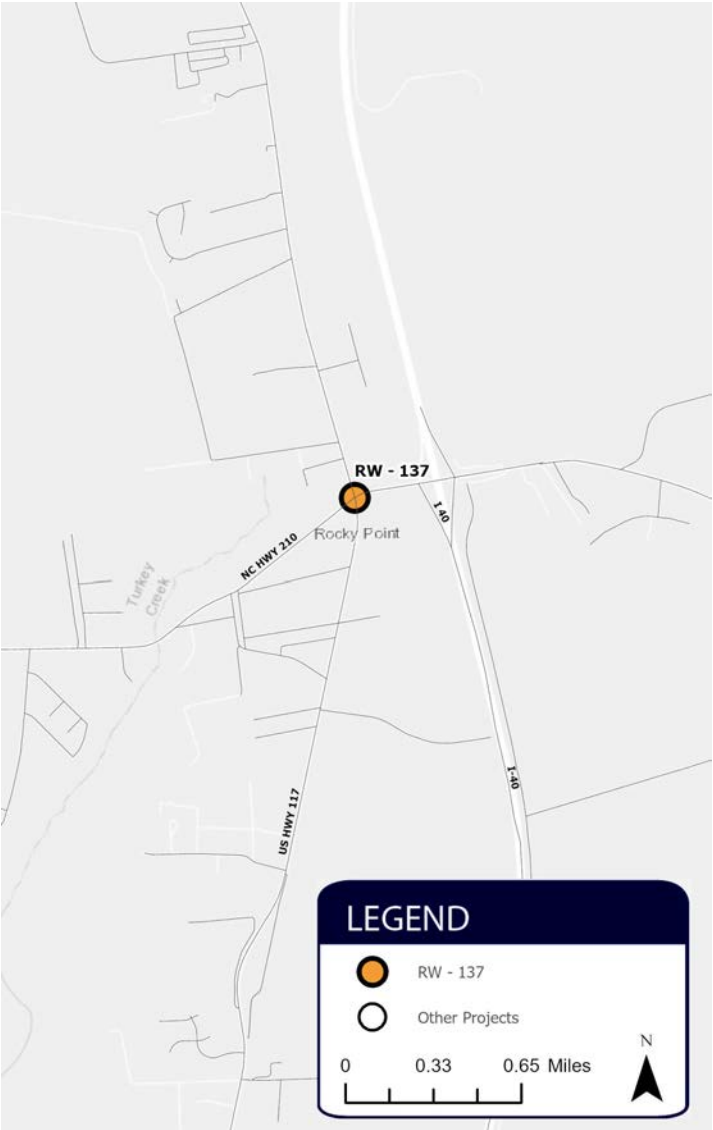 RW - 137
I 40
Rocky Point
NC HWY 210
Turkey
Creek
I-40
US HWY 117
LEGEND
RW - 137
Other Projects
N
0 0.33 0.65 Miles